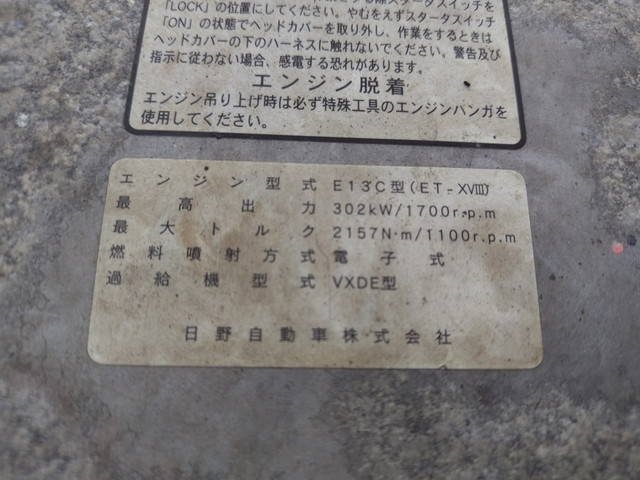 「LOCK」の位置にしてください。やむをえずスタータスイッチ
「ON」の状態でヘッドカバーを取り外し、作業をするときは
ヘッドカバーの下のハーネスに触れないでください。警告及び
指示に従わない場合、感電する恐れがあります。
エンジン脱着
エンジン吊り上げ時は必ず特殊工具のエンジンハンガを
使用してください。
エンジン型式 E13C型(ET-XVIII)
最高出力 302kW/1700r.p.m
最大トルク 2157N·m/1100r.p.m
燃料噴射方式 電子式
過給機型式 VXDE型
日野自動車株式会社